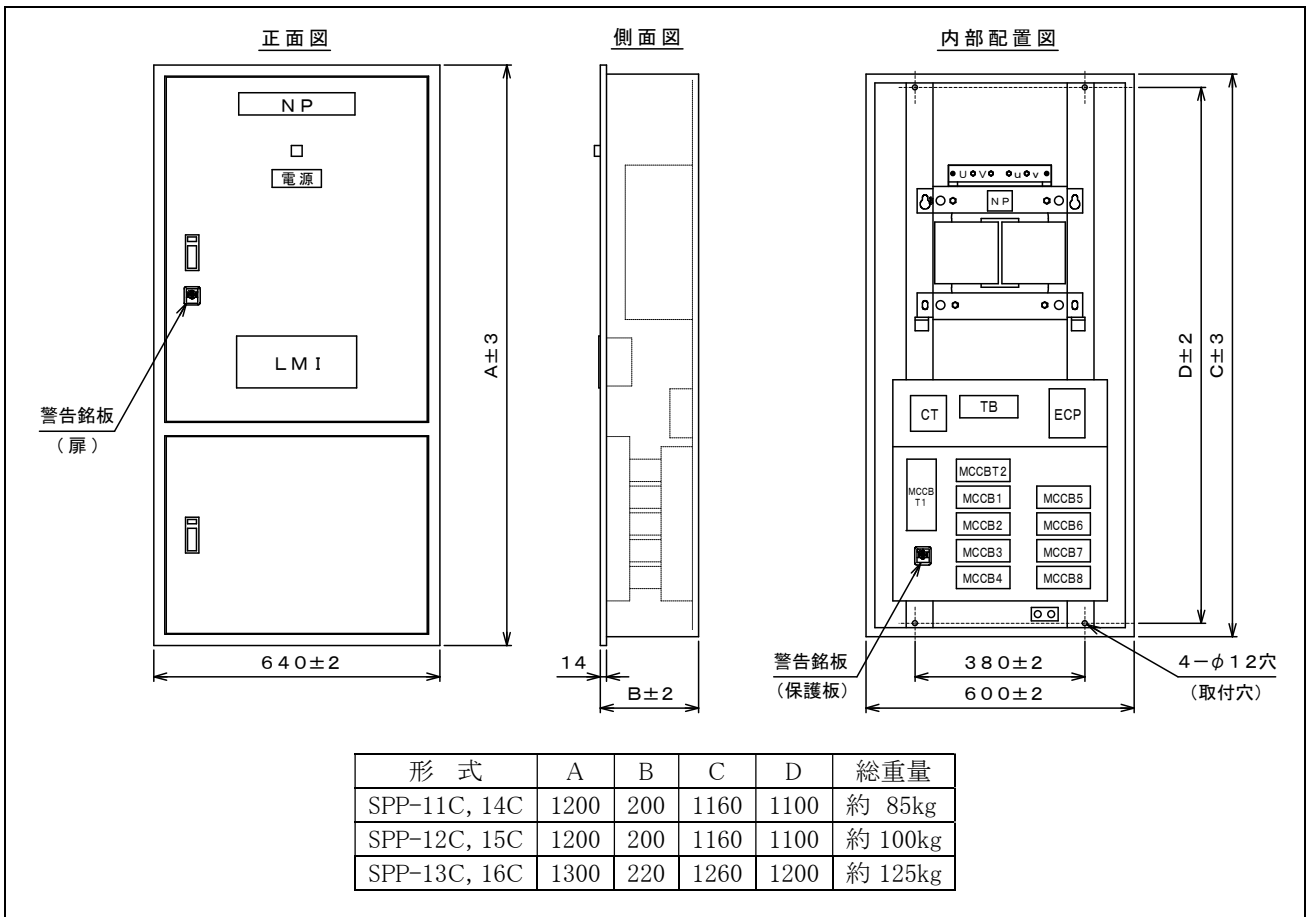 正面図
側面図
内部配置図
ＮＰ
電源
ＬＭＩ
警告銘板
（扉）
A±3
640±2
14
B±2
U V u v
ＮＰ
CT
TB
ECP
MCCB
T1
MCCBT2
MCCB1
MCCB2
MCCB3
MCCB4
MCCB5
MCCB6
MCCB7
MCCB8
D±2
C±3
警告銘板
（保護板）
380±2
600±2
4－φ12穴
（取付穴）
形　式 A B C D 総重量
SPP-11C, 14C 1200 200 1160 1100 約 85kg
SPP-12C, 15C 1200 200 1160 1100 約 100kg
SPP-13C, 16C 1300 220 1260 1200 約 125kg